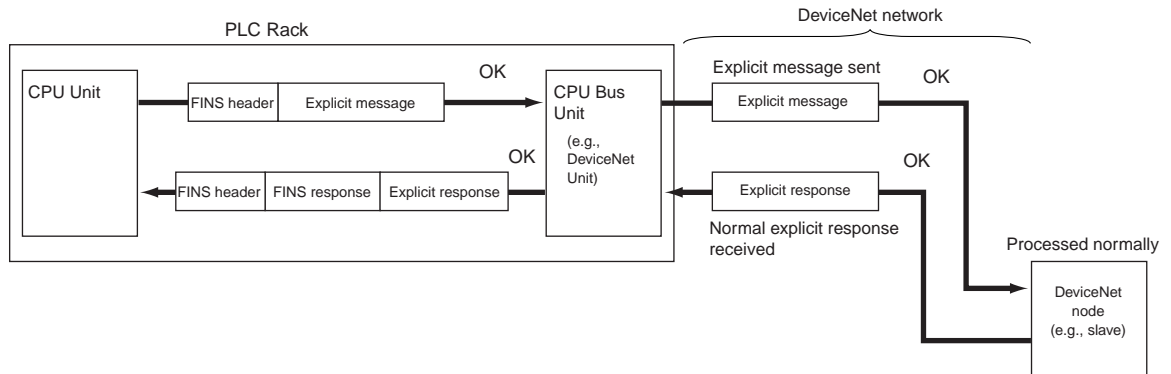 DeviceNet network
PLC Rack
CPU Unit
FINS header
Explicit message
OK
CPU Bus
Unit
(e.g.,
DeviceNet
Unit)
Explicit message sent
Explicit message
OK
FINS header
FINS response
Explicit response
OK
Explicit response
OK
Normal explicit response
received
Processed normally
DeviceNet
node
(e.g., slave)